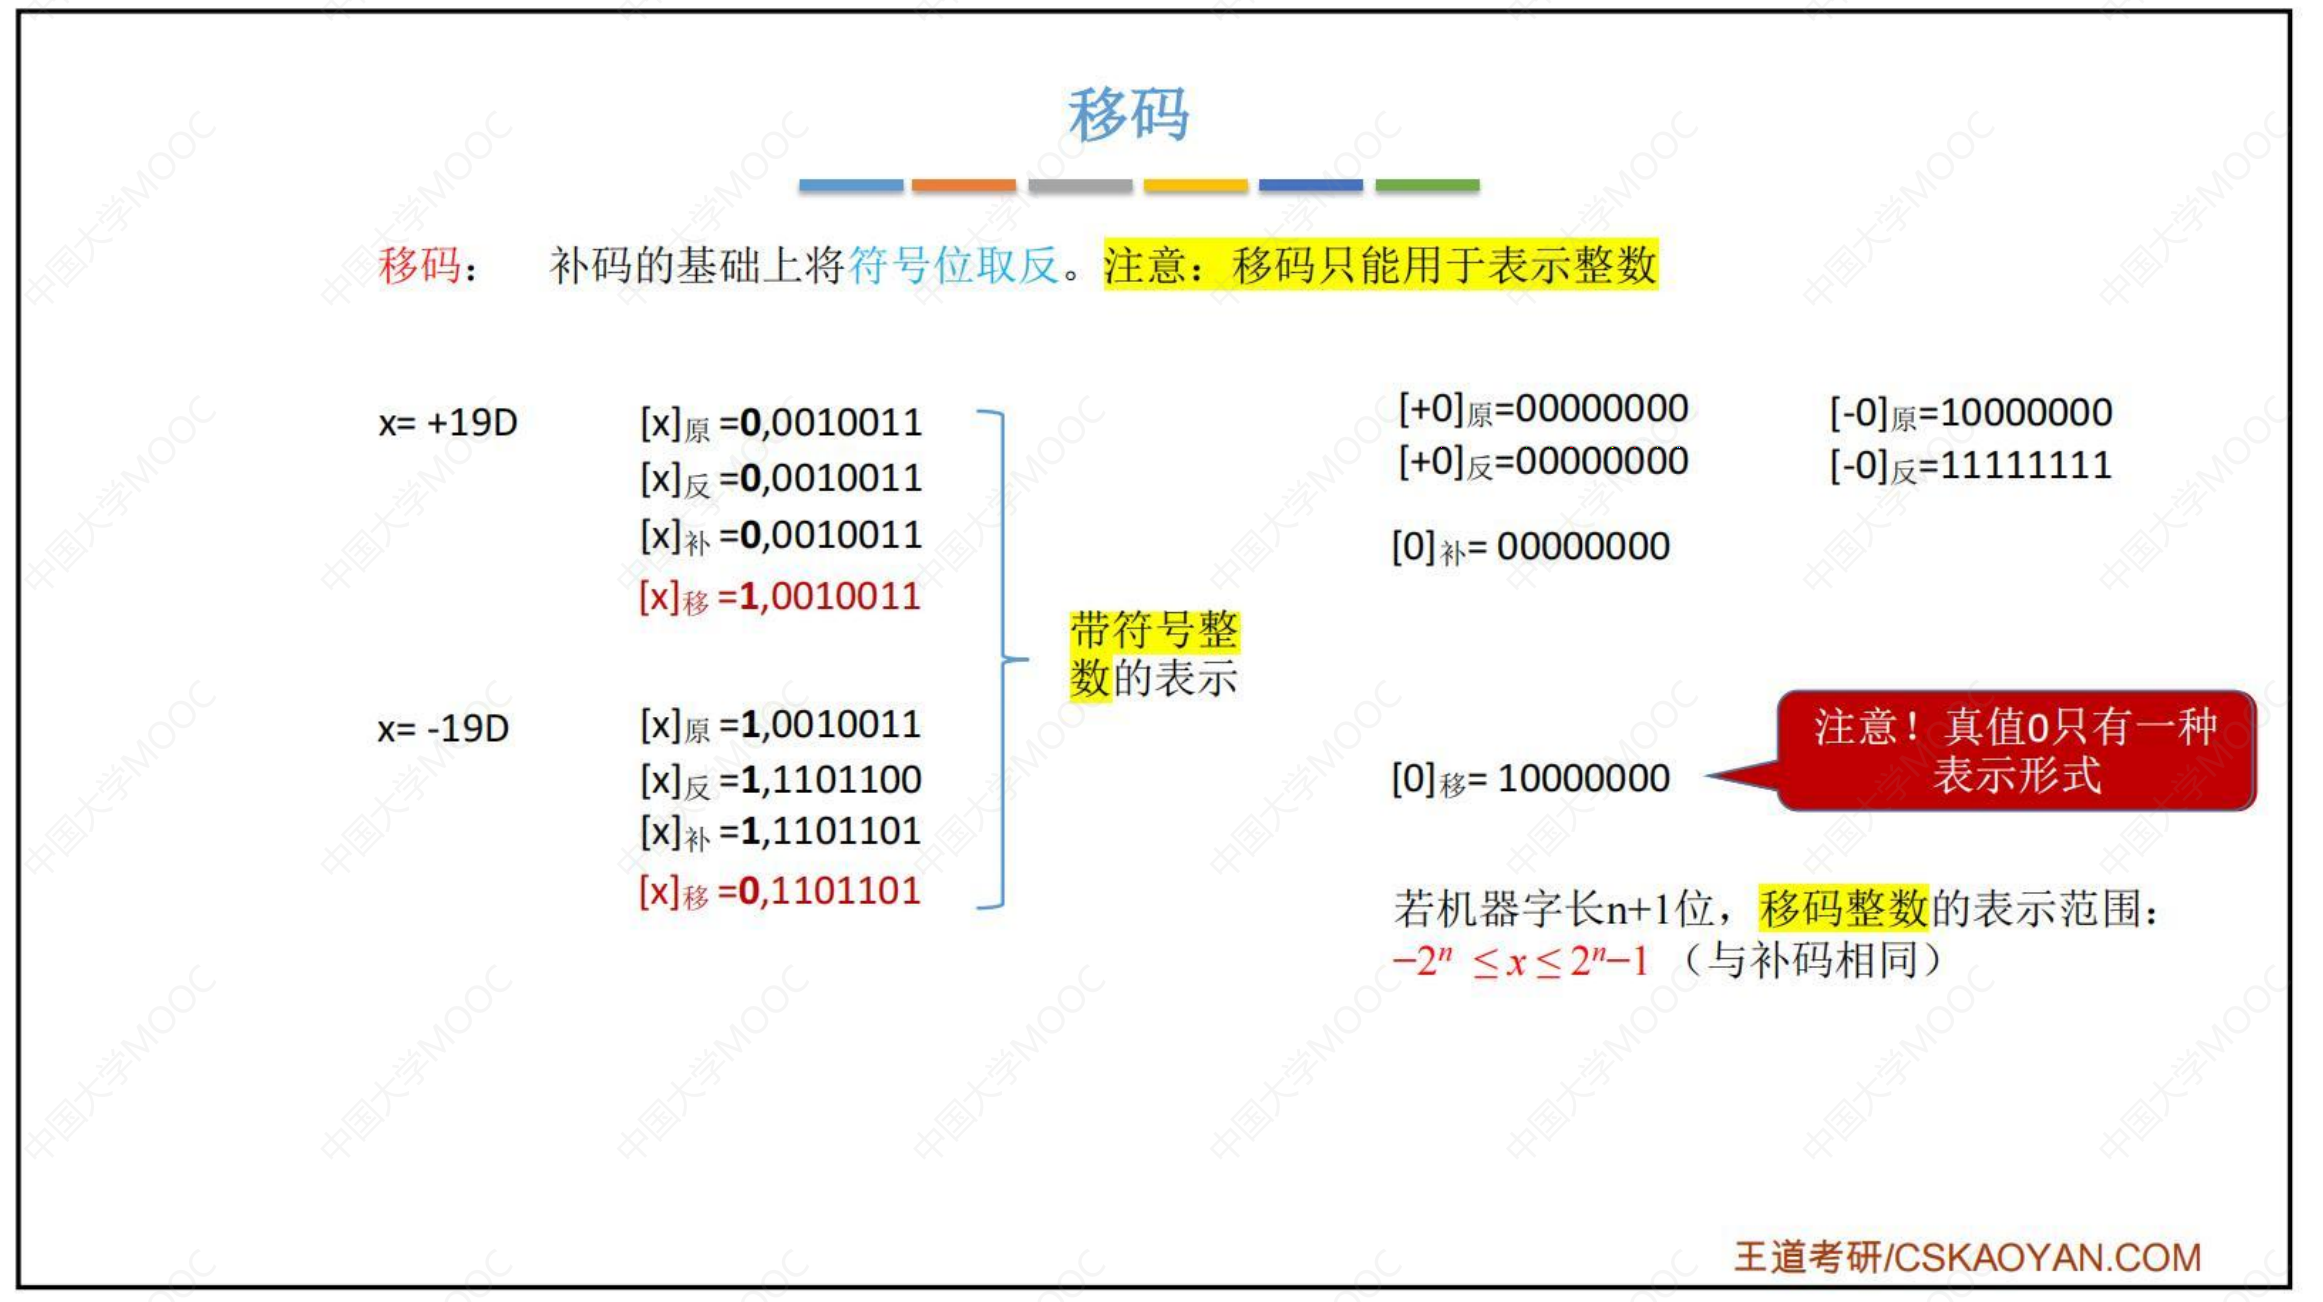 移码
移码： 补码的基础上将符号位取反。注意：移码只能用于表示整数
x= +19D
[x]原 =0,0010011
[x]反 =0,0010011
[x]补 =0,0010011
[x]移 =1,0010011
x= -19D
[x]原 =1,0010011
[x]反 =1,1101100
[x]补 =1,1101101
[x]移 =0,1101101
带符号整
数的表示
[+0]原=00000000
[+0]反=00000000
[-0]原=10000000
[-0]反=11111111
[0]补= 00000000
[0]移= 10000000
注意！真值0只有一种
表示形式
若机器字长n+1位，移码整数的表示范围：
−2ⁿ ≤ x ≤ 2ⁿ−1 （与补码相同）
王道考研/CSKAOYAN.COM
中国大学MOOC